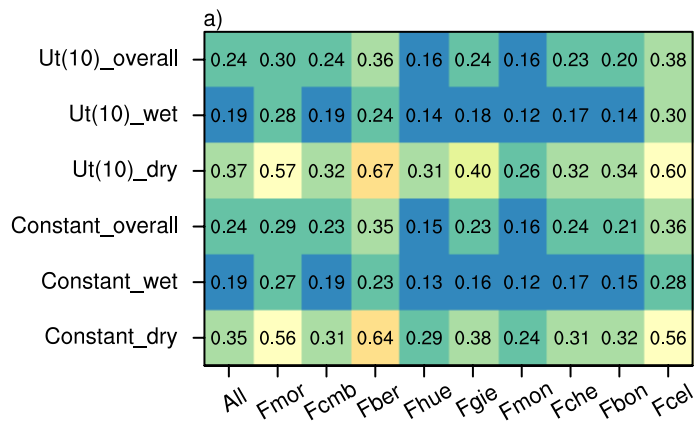 a)
Ut(10)_overall 0.24 0.30 0.24 0.36 0.16 0.24 0.16 0.23 0.20 0.38
Ut(10)_wet 0.19 0.28 0.19 0.24 0.14 0.18 0.12 0.17 0.14 0.30
Ut(10)_dry 0.37 0.57 0.32 0.67 0.31 0.40 0.26 0.32 0.34 0.60
Constant_overall 0.24 0.29 0.23 0.35 0.15 0.23 0.16 0.24 0.21 0.36
Constant_wet 0.19 0.27 0.19 0.23 0.13 0.16 0.12 0.17 0.15 0.28
Constant_dry 0.35 0.56 0.31 0.64 0.29 0.38 0.24 0.31 0.32 0.56
All Fmor Fcmb Fber Fhue Fgie Fmon Fche Fbon Fcel